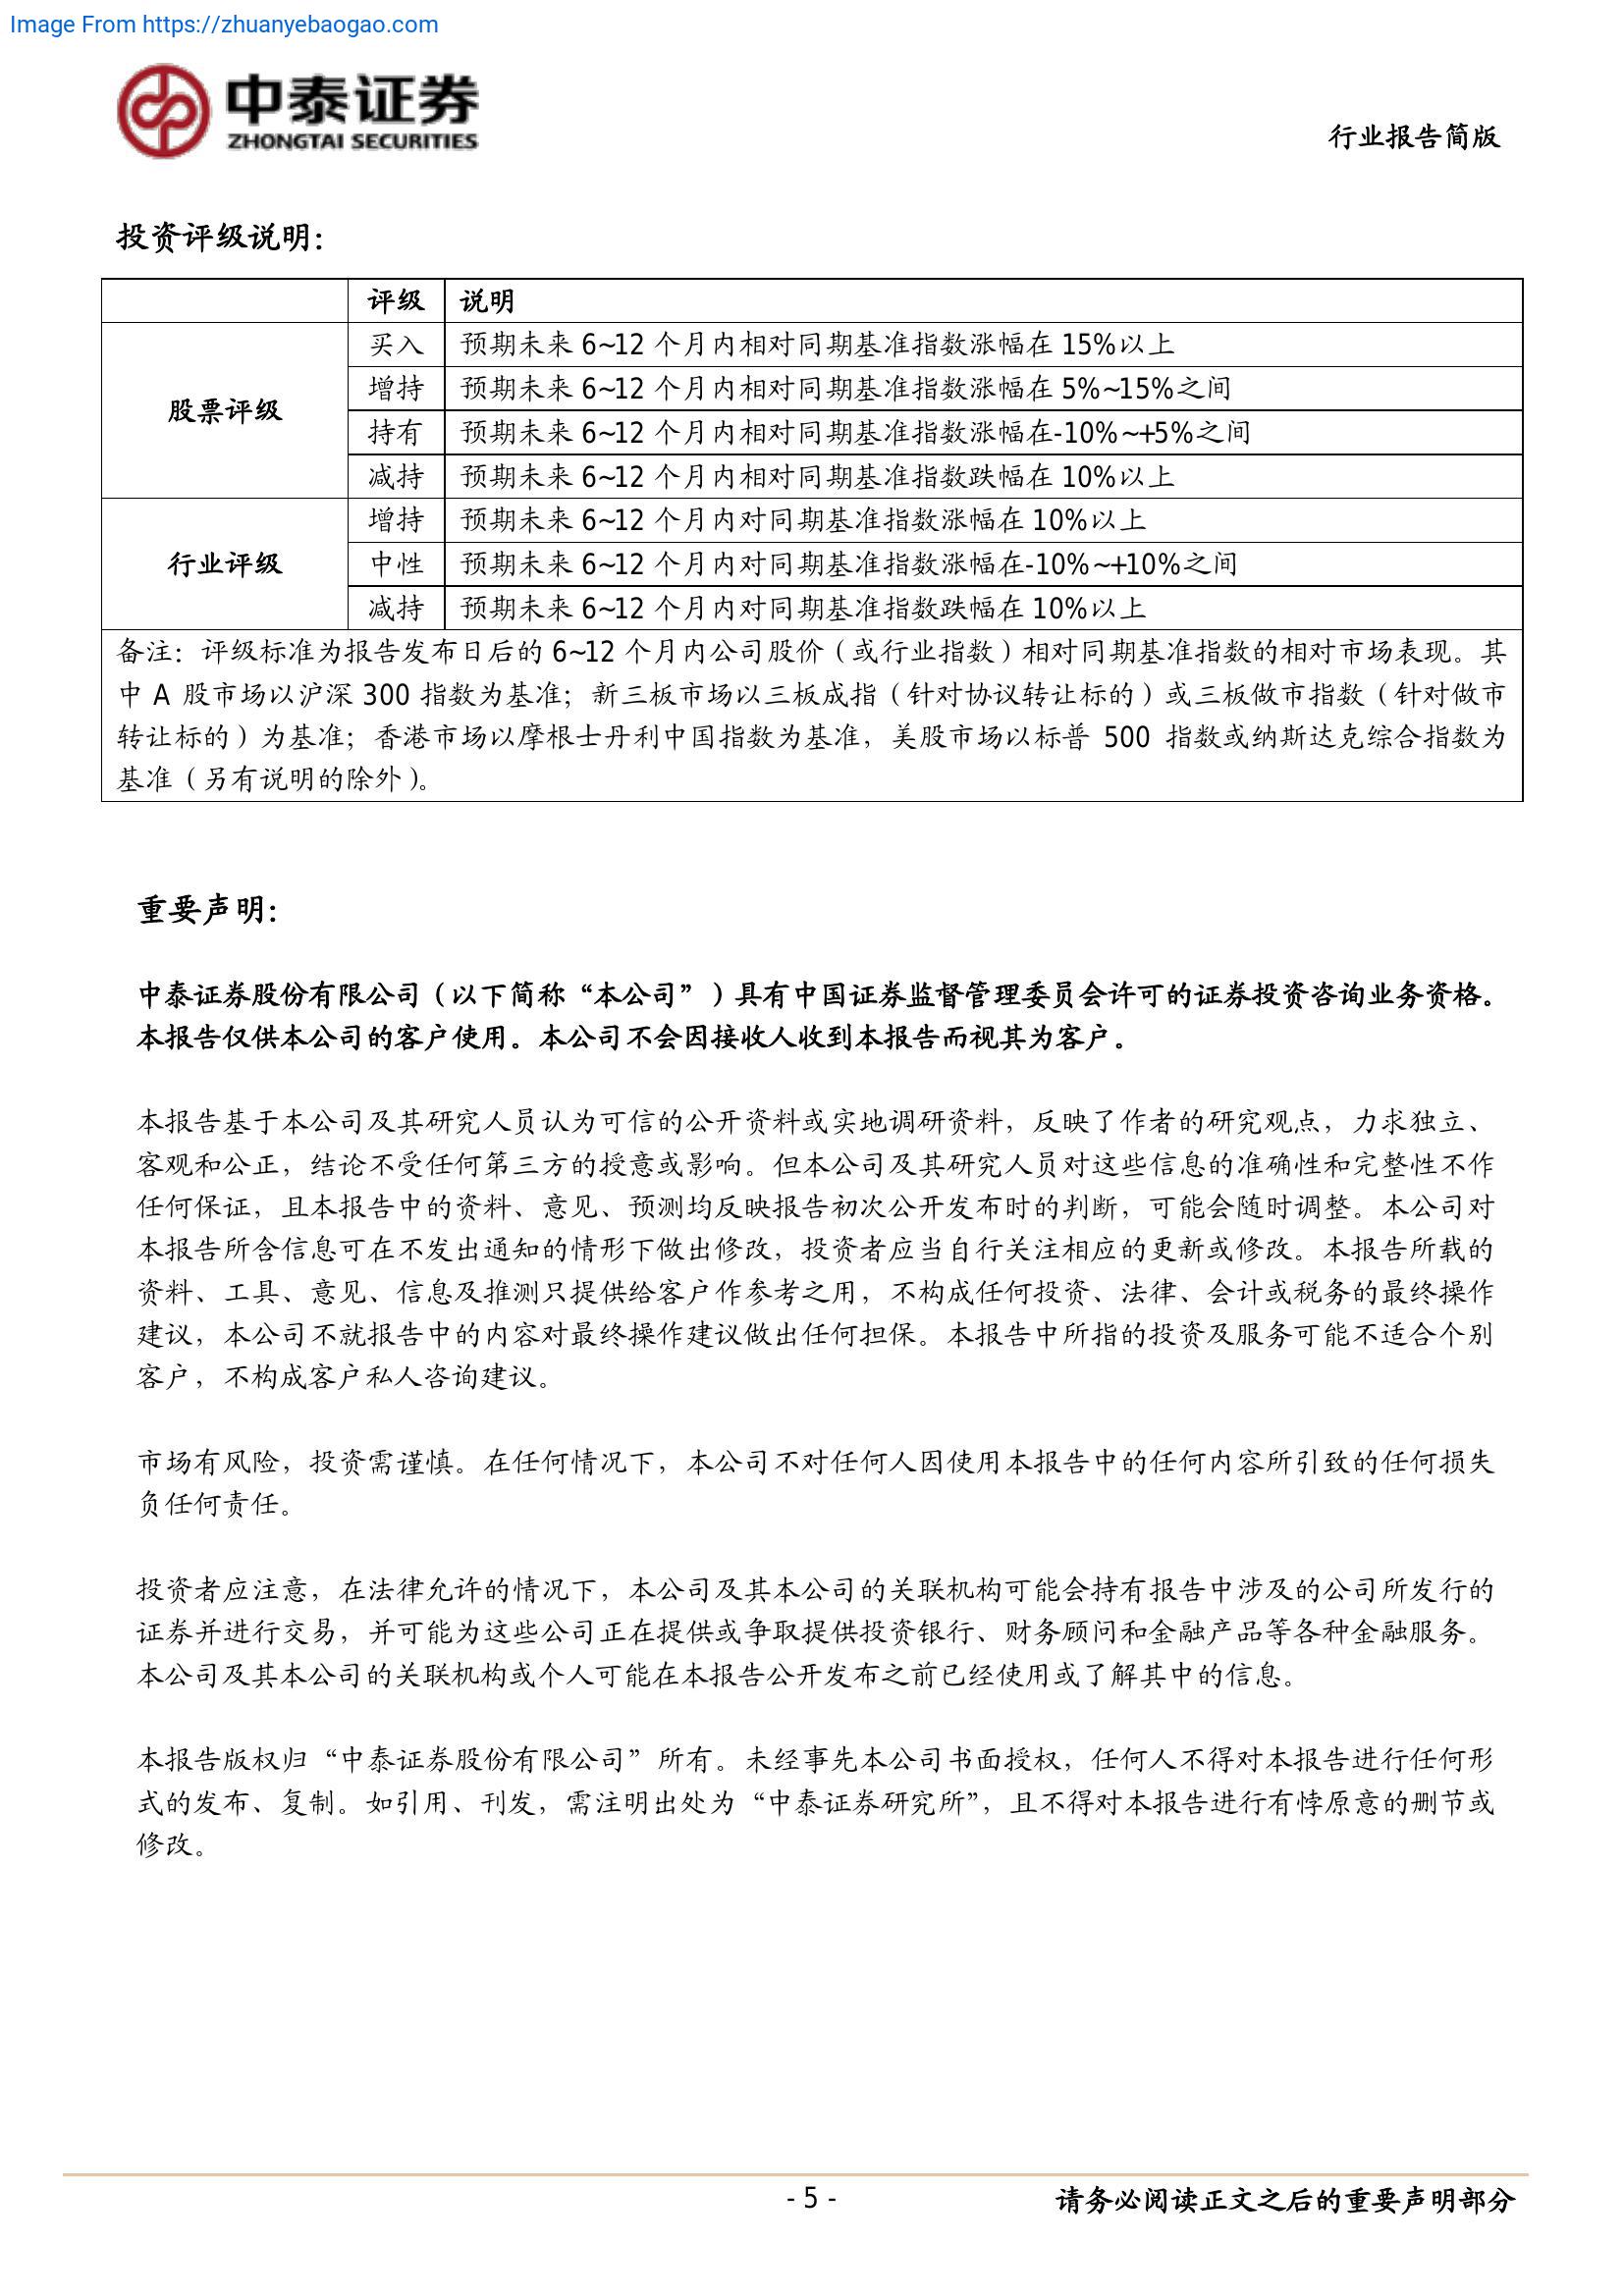 Image From https://zhuanyebaogao.com
中泰证券
ZHONGTAI SECURITIES
行业报告简版
投资评级说明：
评级 说明
股票评级
买入 预期未来 6~12 个月内相对同期基准指数涨幅在 15%以上
增持 预期未来 6~12 个月内相对同期基准指数涨幅在 5%~15%之间
持有 预期未来 6~12 个月内相对同期基准指数涨幅在-10%~+5%之间
减持 预期未来 6~12 个月内相对同期基准指数跌幅在 10%以上
行业评级
增持 预期未来 6~12 个月内对同期基准指数涨幅在 10%以上
中性 预期未来 6~12 个月内对同期基准指数涨幅在-10%~+10%之间
减持 预期未来 6~12 个月内对同期基准指数跌幅在 10%以上
备注：评级标准为报告发布日后的 6~12 个月内公司股价（或行业指数）相对同期基准指数的相对市场表现。其
中 A 股市场以沪深 300 指数为基准；新三板市场以三板成指（针对协议转让标的）或三板做市指数（针对做市
转让标的）为基准；香港市场以摩根士丹利中国指数为基准，美股市场以标普 500 指数或纳斯达克综合指数为
基准（另有说明的除外）。
重要声明：
中泰证券股份有限公司（以下简称“本公司”）具有中国证券监督管理委员会许可的证券投资咨询业务资格。
本报告仅供本公司的客户使用。本公司不会因接收人收到本报告而视其为客户。
本报告基于本公司及其研究人员认为可信的公开资料或实地调研资料，反映了作者的研究观点，力求独立、
客观和公正，结论不受任何第三方的授意或影响。但本公司及其研究人员对这些信息的准确性和完整性不作
任何保证，且本报告中的资料、意见、预测均反映报告初次公开发布时的判断，可能会随时调整。本公司对
本报告所含信息可在不发出通知的情形下做出修改，投资者应当自行关注相应的更新或修改。本报告所载的
资料、工具、意见、信息及推测只提供给客户作参考之用，不构成任何投资、法律、会计或税务的最终操作
建议，本公司不就报告中的内容对最终操作建议做出任何担保。本报告中所指的投资及服务可能不适合个别
客户，不构成客户私人咨询建议。
市场有风险，投资需谨慎。在任何情况下，本公司不对任何人因使用本报告中的任何内容所引致的任何损失
负任何责任。
投资者应注意，在法律允许的情况下，本公司及其本公司的关联机构可能会持有报告中涉及的公司所发行的
证券并进行交易，并可能为这些公司正在提供或争取提供投资银行、财务顾问和金融产品等各种金融服务。
本公司及其本公司的关联机构或个人可能在本报告公开发布之前已经使用或了解其中的信息。
本报告版权归“中泰证券股份有限公司”所有。未经事先本公司书面授权，任何人不得对本报告进行任何形
式的发布、复制。如引用、刊发，需注明出处为“中泰证券研究所”，且不得对本报告进行有悖原意的删节或
修改。
- 5 -
请务必阅读正文之后的重要声明部分